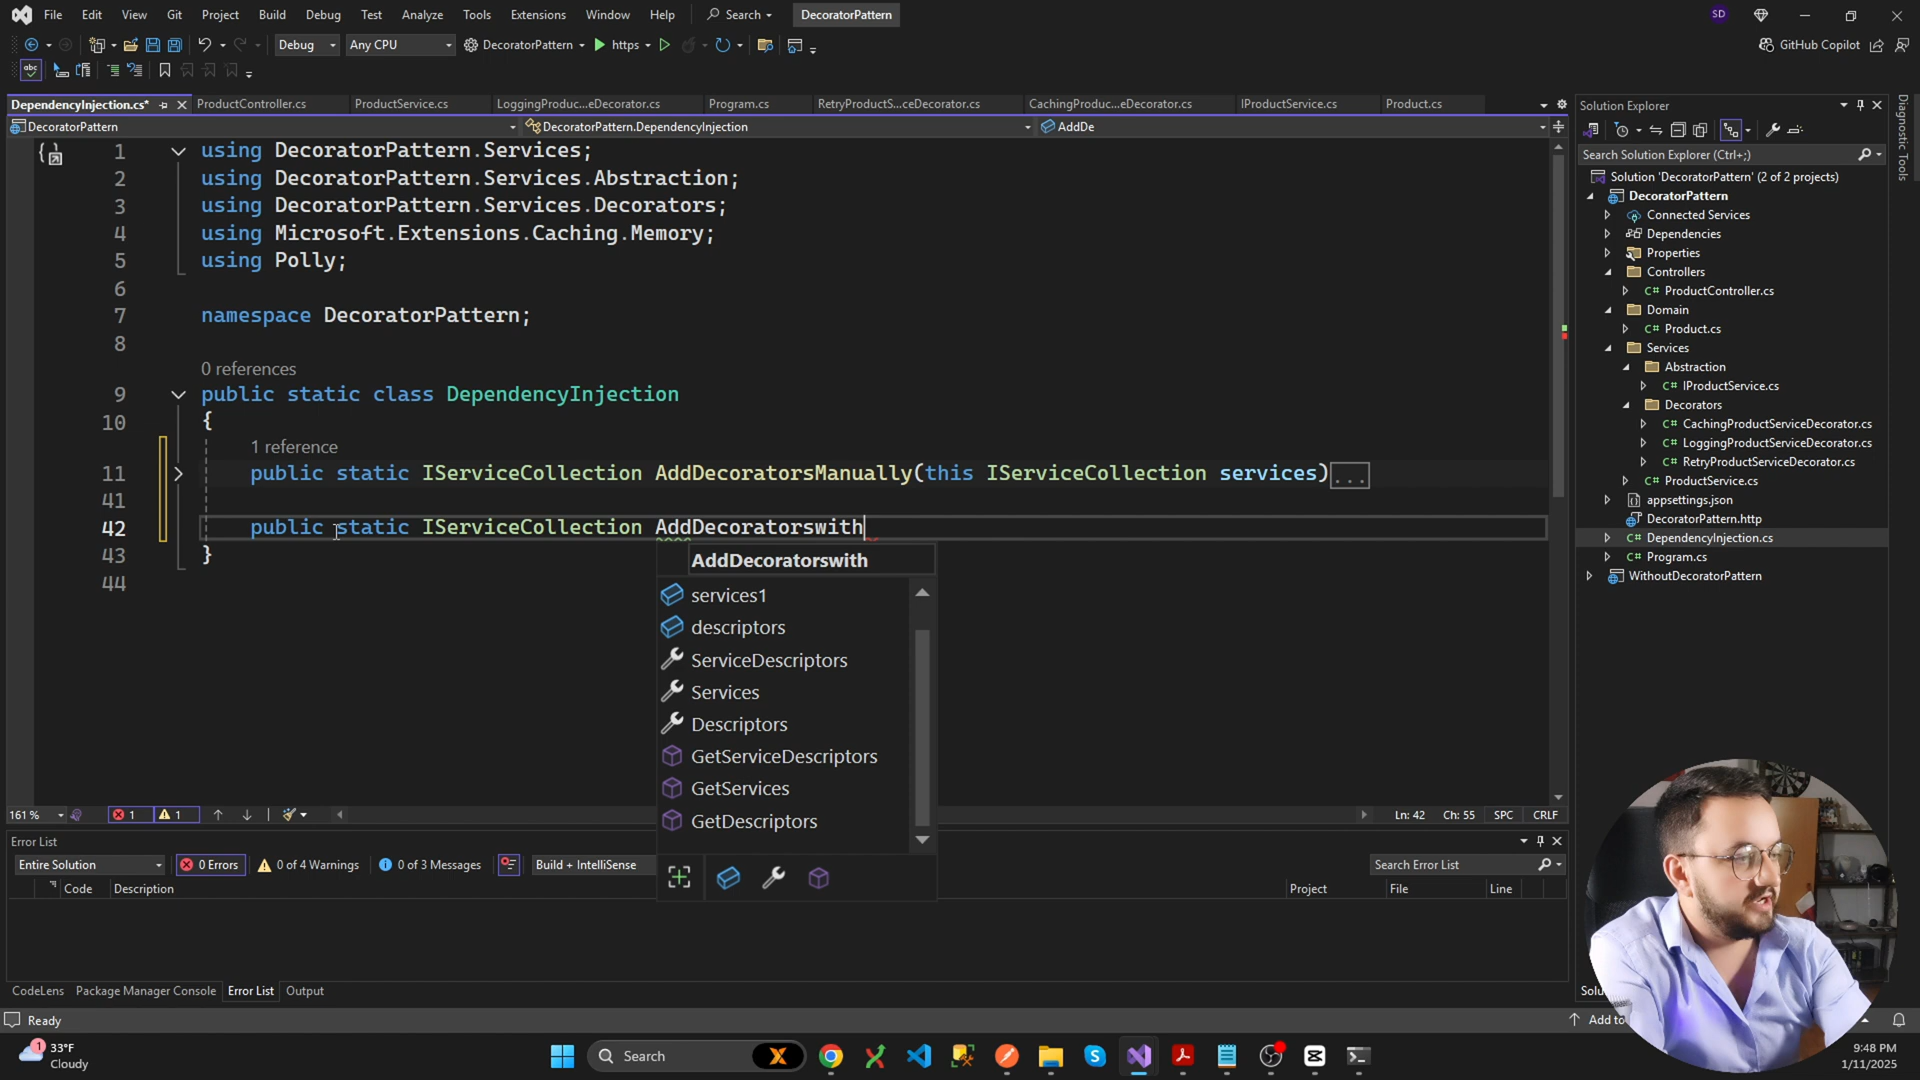 File Edit View Git Project Build Debug Test Analyze Tools Extensions Window Help Search DecoratorPattern SD
Debug Any CPU DecoratorPattern https GitHub Copilot
abc
DependencyInjection.cs* ProductController.cs ProductService.cs LoggingProduc...eDecorator.cs Program.cs RetryProductS...ceDecorator.cs CachingProduc...eDecorator.cs IProductService.cs Product.cs
DecoratorPattern DecoratorPattern.DependencyInjection AddDe
1 using DecoratorPattern.Services;
2 using DecoratorPattern.Services.Abstraction;
3 using DecoratorPattern.Services.Decorators;
4 using Microsoft.Extensions.Caching.Memory;
5 using Polly;
6
7 namespace DecoratorPattern;
8
0 references
9 public static class DependencyInjection
10 {
1 reference
11 public static IServiceCollection AddDecoratorsManually(this IServiceCollection services)...
41
42 public static IServiceCollection AddDecoratorswith
43 }
44
AddDecoratorswith
services1
descriptors
ServiceDescriptors
Services
Descriptors
GetServiceDescriptors
GetServices
GetDescriptors
161 % 1 1 Ln: 42 Ch: 55 SPC CRLF
Error List
Entire Solution 0 Errors 0 of 4 Warnings 0 of 3 Messages Build + IntelliSense Search Error List
Code Description Project File Line
CodeLens Package Manager Console Error List Output
Ready
Add to
Solution Explorer
Search Solution Explorer (Ctrl+;)
Solution 'DecoratorPattern' (2 of 2 projects)
DecoratorPattern
Connected Services
Dependencies
Properties
Controllers
C# ProductController.cs
Domain
C# Product.cs
Services
Abstraction
C# IProductService.cs
Decorators
C# CachingProductServiceDecorator.cs
C# LoggingProductServiceDecorator.cs
C# RetryProductServiceDecorator.cs
C# ProductService.cs
appsettings.json
DecoratorPattern.http
C# DependencyInjection.cs
C# Program.cs
WithoutDecoratorPattern
Diagnostic Tools
1 33°F
Cloudy
Search
9:48 PM
1/11/2025